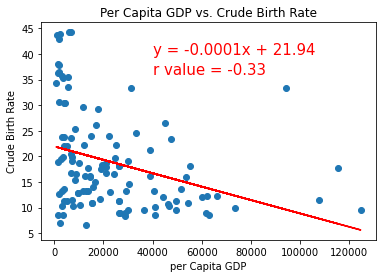 Per Capita GDP vs. Crude Birth Rate
45
40
35
30
25
20
15
10
5
Crude Birth Rate
y = -0.0001x + 21.94
r value = -0.33
0 20000 40000 60000 80000 100000 120000
per Capita GDP